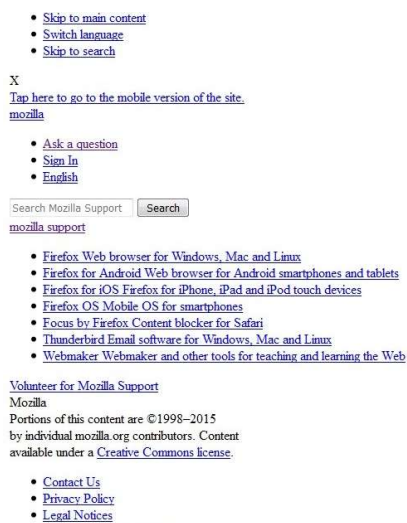 Skip to main content
Switch language
Skip to search
X
Tap here to go to the mobile version of the site.
mozilla
Ask a question
Sign In
English
Search Mozilla Support Search
mozilla support
Firefox Web browser for Windows, Mac and Linux
Firefox for Android Web browser for Android smartphones and tablets
Firefox for iOS Firefox for iPhone, iPad and iPod touch devices
Firefox OS Mobile OS for smartphones
Focus by Firefox Content blocker for Safari
Thunderbird Email software for Windows, Mac and Linux
Webmaker Webmaker and other tools for teaching and learning the Web
Volunteer for Mozilla Support
Mozilla
Portions of this content are ©1998–2015
by individual mozilla.org contributors. Content
available under a Creative Commons license.
Contact Us
Privacy Policy
Legal Notices